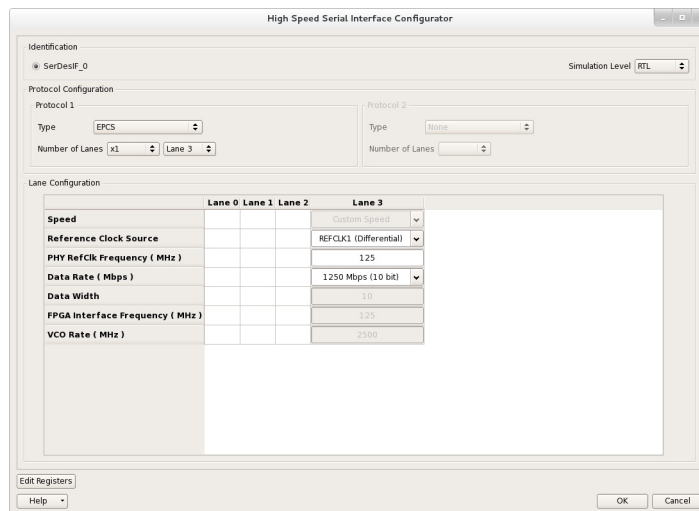 High Speed Serial Interface Configurator
Identification
SerDesIF_0
Simulation Level RTL
Protocol Configuration
Protocol 1
Type EPCS
Number of Lanes x1 Lane 3
Protocol 2
Type None
Number of Lanes
Lane Configuration
Lane 0 Lane 1 Lane 2 Lane 3
Speed Custom Speed
Reference Clock Source REFCLK1 (Differential)
PHY RefClk Frequency ( MHz ) 125
Data Rate ( Mbps ) 1250 Mbps (10 bit)
Data Width 10
FPGA Interface Frequency ( MHz ) 125
VCO Rate ( MHz ) 2500
Edit Registers
Help OK Cancel